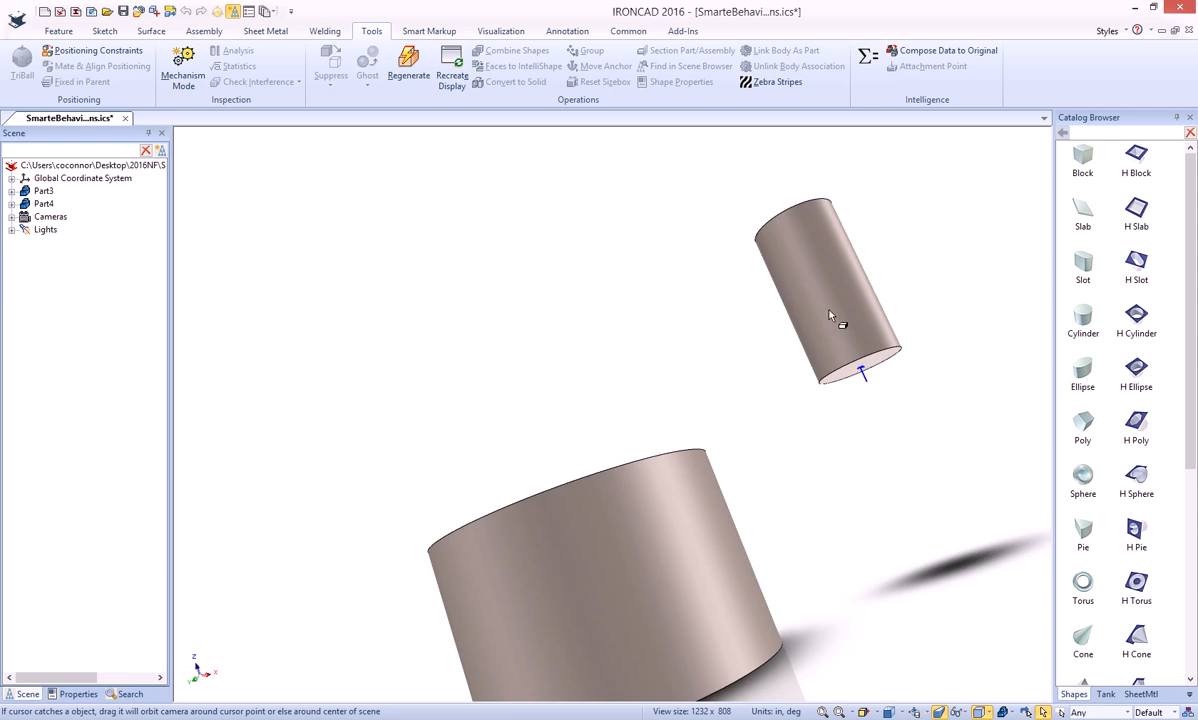 IRONCAD 2016 - [SmarteBehavi...ns.ics*]
Feature Sketch Surface Assembly Sheet Metal Welding Tools Smart Markup Visualization Annotation Common Add-Ins Styles
TriBall
Positioning Constraints
Mate & Align Positioning
Fixed in Parent
Positioning
Mechanism Mode
Analysis
Statistics
Check Interference
Inspection
Suppress
Ghost
Regenerate
Recreate Display
Combine Shapes
Faces to IntelliShape
Convert to Solid
Group
Move Anchor
Reset Sizebox
Section Part/Assembly
Find in Scene Browser
Shape Properties
Link Body As Part
Unlink Body Association
Zebra Stripes
Operations
Compose Data to Original
Attachment Point
Intelligence
SmarteBehavi...ns.ics*
Scene
C:\Users\coconnor\Desktop\2016NF\S
Global Coordinate System
Part3
Part4
Cameras
Lights
z
x
y
Catalog Browser
Block H Block
Slab H Slab
Slot H Slot
Cylinder H Cylinder
Ellipse H Ellipse
Poly H Poly
Sphere H Sphere
Pie H Pie
Torus H Torus
Cone H Cone
Scene Properties Search
Shapes Tank SheetMtl
If cursor catches a object, drag it will orbit camera around cursor point or else around center of scene
View size: 1232 x 808
Units: in, deg
Any
Default